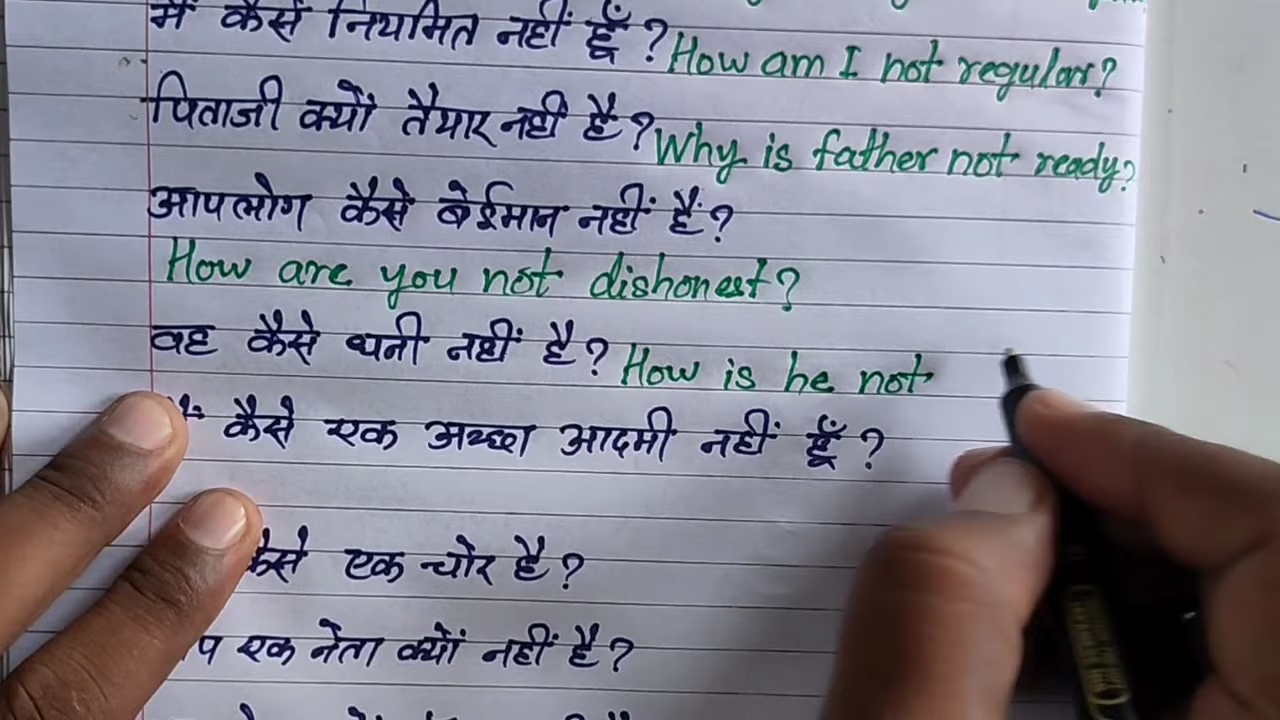 मैं कैसे नियमित नहीं हूँ ? How am I not regular?
पिताजी क्यों तैयार नहीं है ? Why is father not ready?
आपलोग कैसे बेईमान नहीं हैं ?
How are you not dishonest?
वह कैसे धनी नहीं है ? How is he not
कैसे एक अच्छा आदमी नहीं हूँ ?
कैसे एक चोर है ?
एक नेता क्यों नहीं है ?